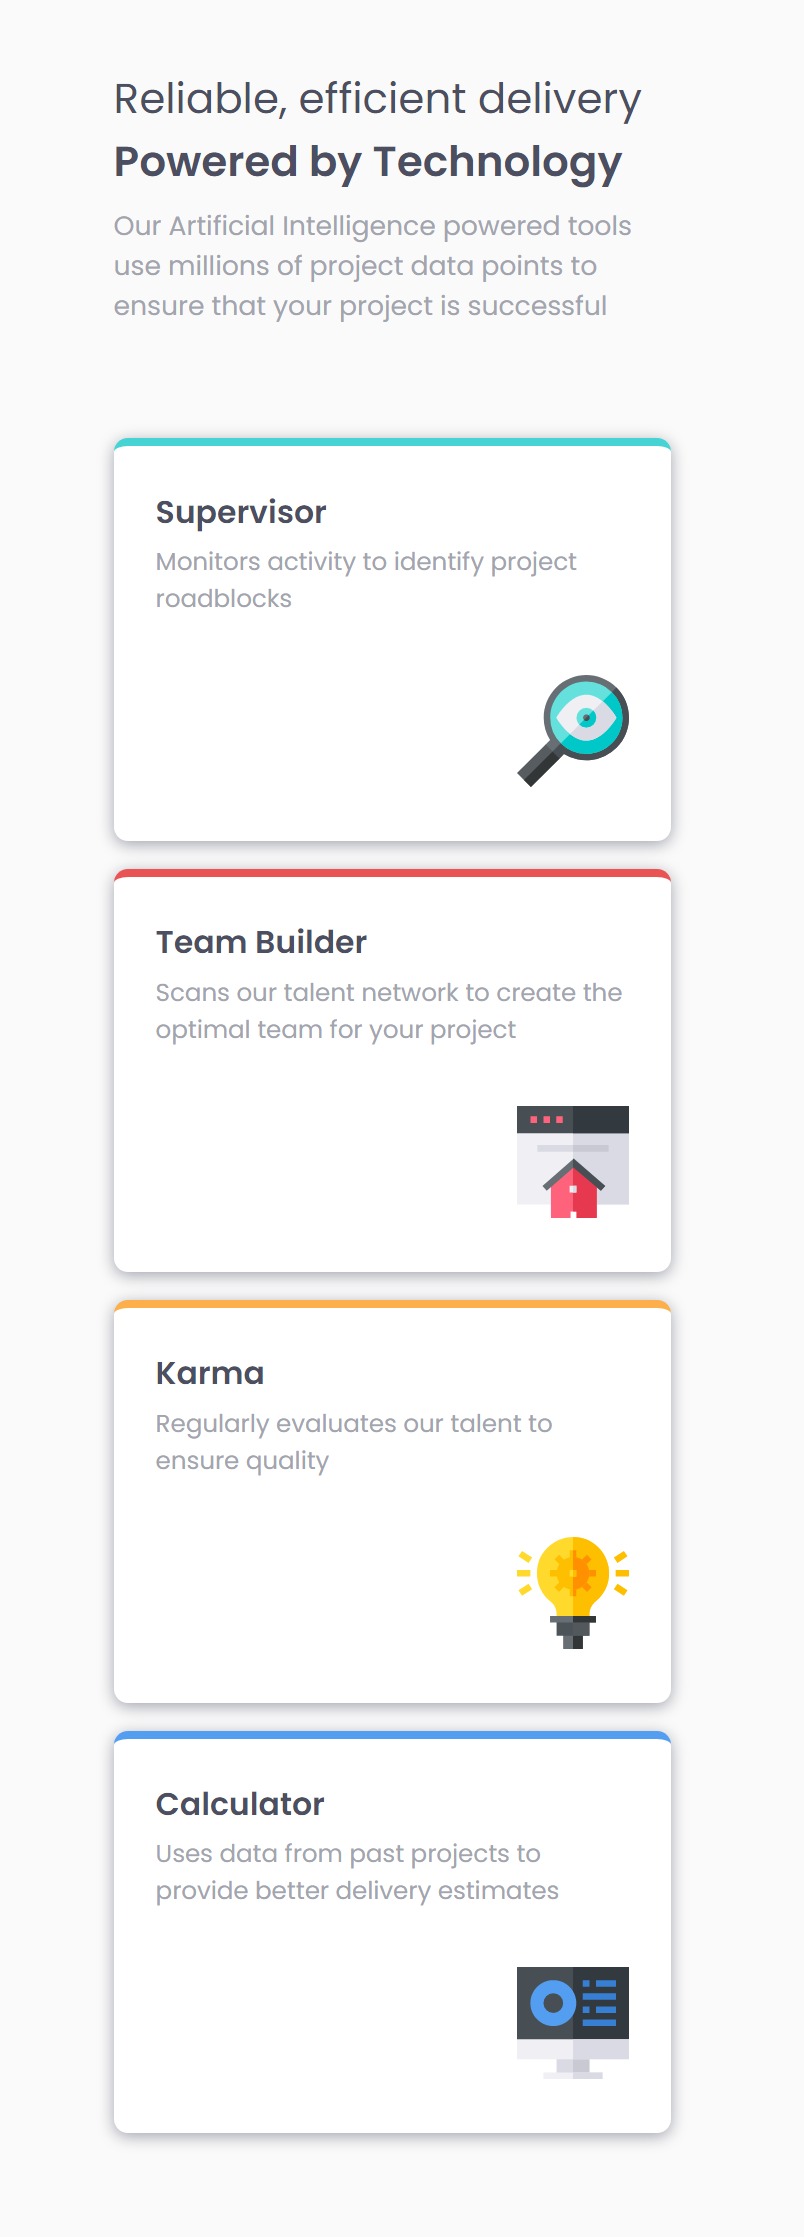 Reliable, efficient delivery
Powered by Technology
Our Artificial Intelligence powered tools
use millions of project data points to
ensure that your project is successful
Supervisor
Monitors activity to identify project
roadblocks
Team Builder
Scans our talent network to create the
optimal team for your project
Karma
Regularly evaluates our talent to
ensure quality
Calculator
Uses data from past projects to
provide better delivery estimates